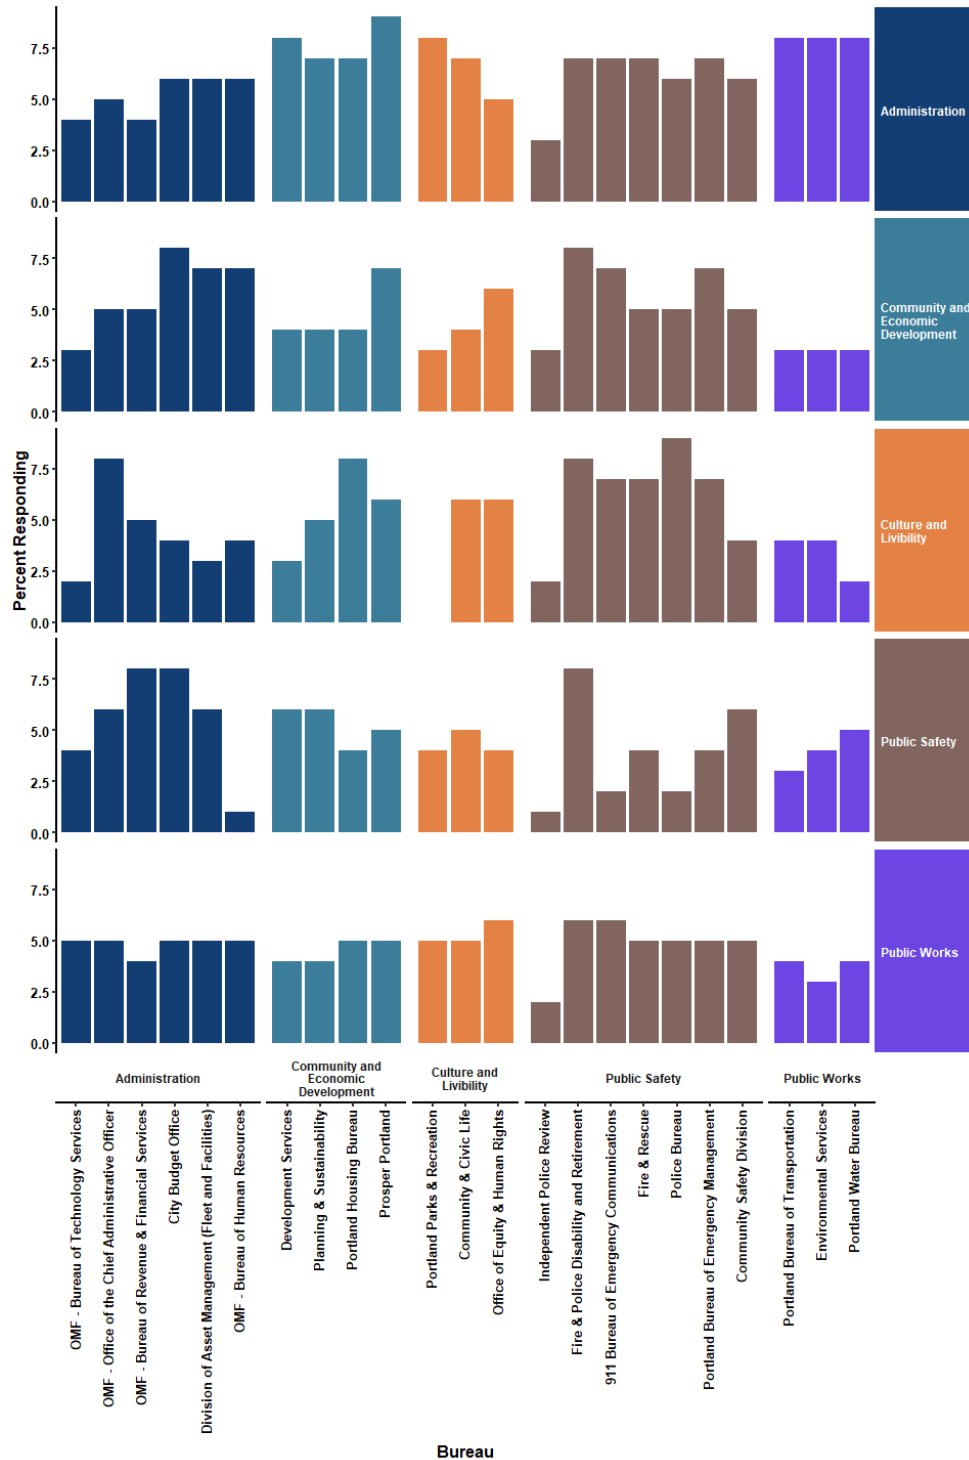 7.5
5.0
2.5
0.0
Administration
7.5
5.0
2.5
0.0
Community and
Economic
Development
7.5
5.0
2.5
0.0
Culture and
Livibility
7.5
5.0
2.5
0.0
Public Safety
7.5
5.0
2.5
0.0
Public Works
Percent Responding
Administration
Community and
Economic
Development
Culture and
Livibility
Public Safety
Public Works
OMF - Bureau of Technology Services
OMF - Office of the Chief Administrative Officer
OMF - Bureau of Revenue & Financial Services
City Budget Office
Division of Asset Management (Fleet and Facilities)
OMF - Bureau of Human Resources
Development Services
Planning & Sustainability
Portland Housing Bureau
Prosper Portland
Portland Parks & Recreation
Community & Civic Life
Office of Equity & Human Rights
Independent Police Review
Fire & Police Disability and Retirement
911 Bureau of Emergency Communications
Fire & Rescue
Police Bureau
Portland Bureau of Emergency Management
Community Safety Division
Portland Bureau of Transportation
Environmental Services
Portland Water Bureau
Bureau